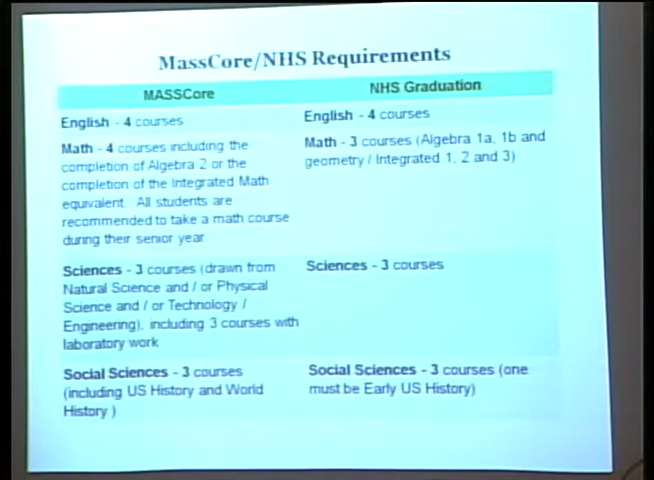 MassCore/NHS Requirements
MASSCore
NHS Graduation
English - 4 courses
English - 4 courses
Math - 4 courses including the
completion of Algebra 2 or the
completion of the Integrated Math
equivalent. All students are
recommended to take a math course
during their senior year
Math - 3 courses (Algebra 1a, 1b and
geometry / Integrated 1, 2 and 3)
Sciences - 3 courses (drawn from
Natural Science and / or Physical
Science and / or Technology /
Engineering), including 3 courses with
laboratory work
Sciences - 3 courses
Social Sciences - 3 courses
(including US History and World
History )
Social Sciences - 3 courses (one
must be Early US History)